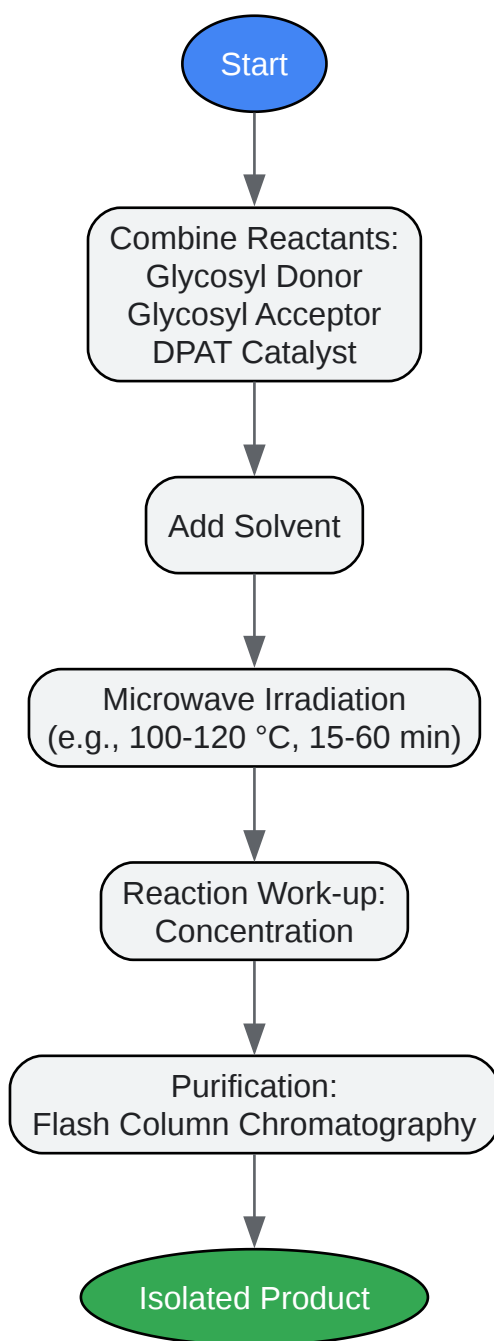 Start
Combine Reactants:
Glycosyl Donor
Glycosyl Acceptor
DPAT Catalyst
Add Solvent
Microwave Irradiation
(e.g., 100-120 °C, 15-60 min)
Reaction Work-up:
Concentration
Purification:
Flash Column Chromatography
Isolated Product